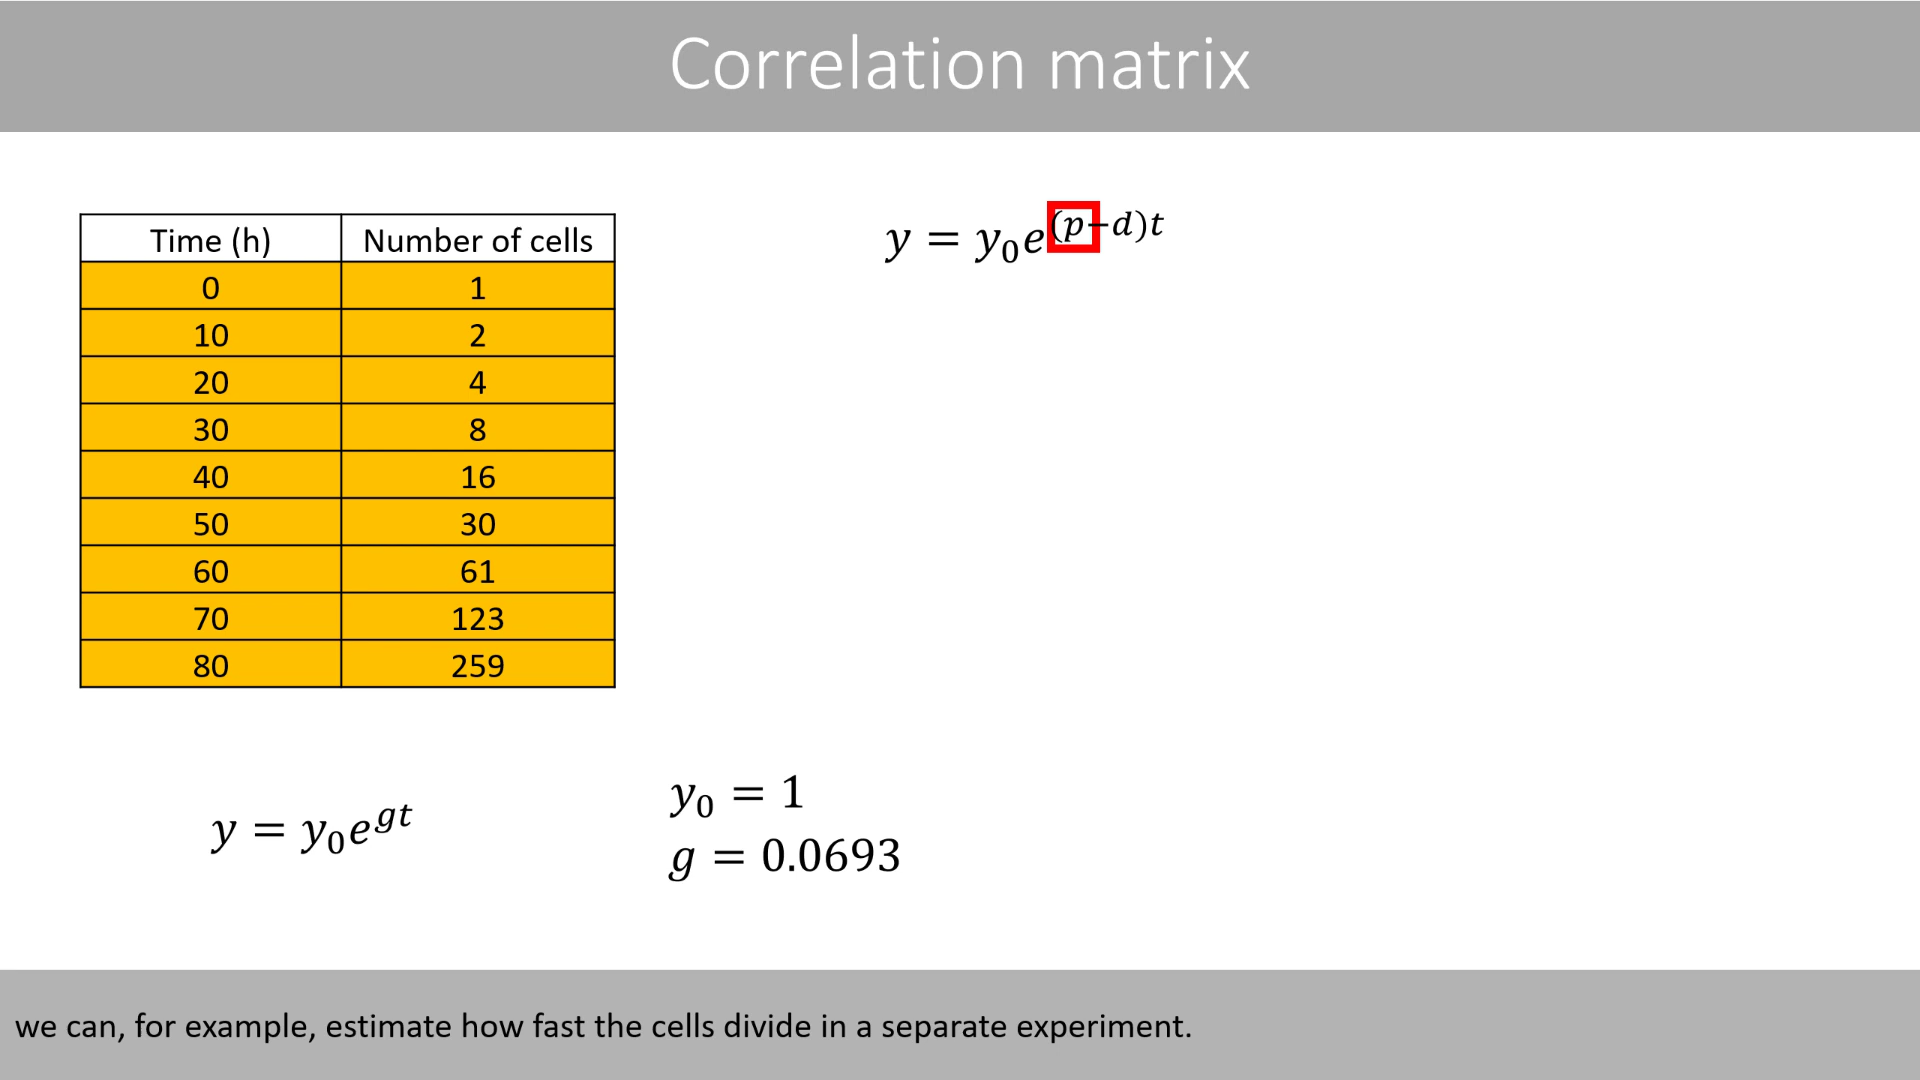 Correlation matrix
Time (h) Number of cells
0 1
10 2
20 4
30 8
40 16
50 30
60 61
70 123
80 259
y = y₀e^(p−d)t
y = y₀e^gt
y₀ = 1
g = 0.0693
we can, for example, estimate how fast the cells divide in a separate experiment.